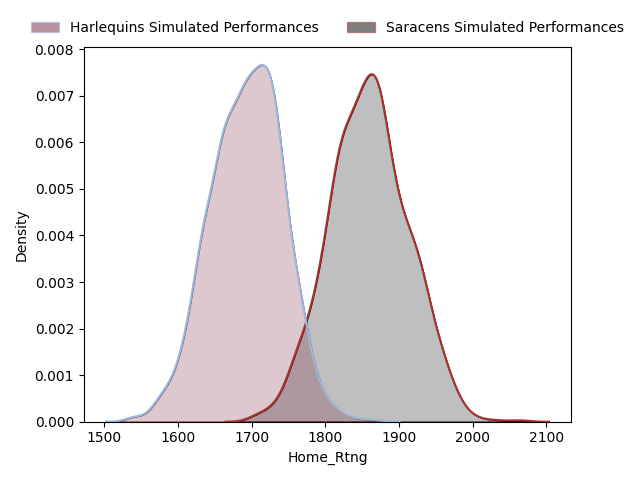 Harlequins Simulated Performances
Saracens Simulated Performances
0.008
0.007
0.006
0.005
0.004
0.003
0.002
0.001
0.000
Density
1500 1600 1700 1800 1900 2000 2100
Home_Rtng